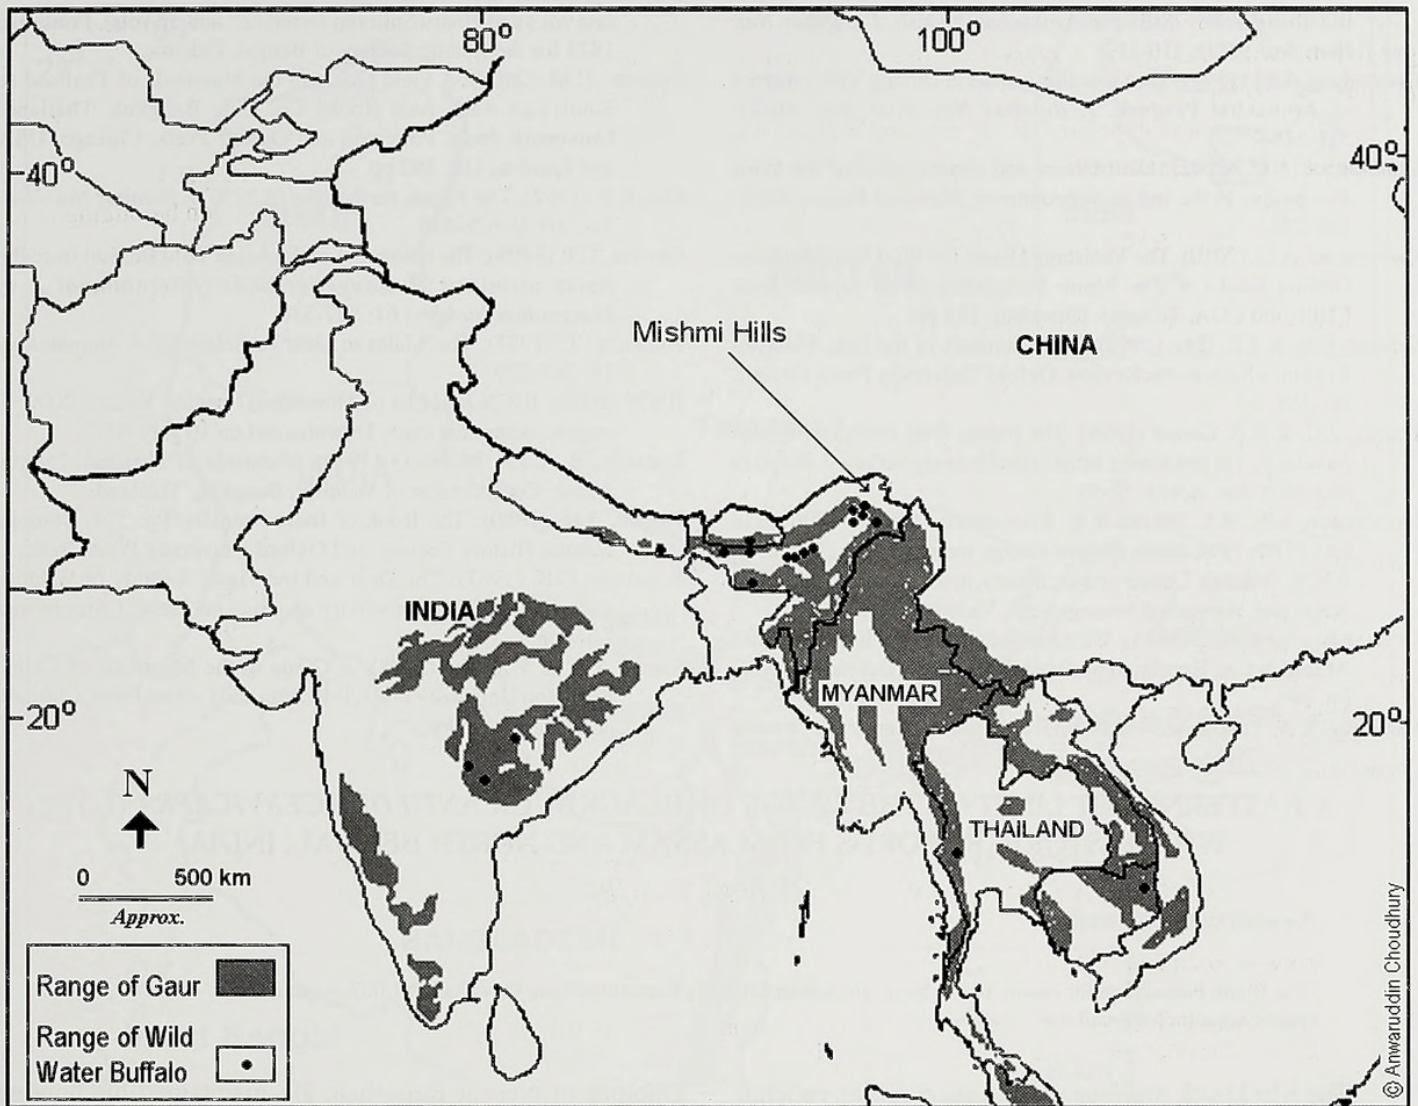 80°
100°
40°
40°
Mishmi Hills
CHINA
INDIA
MYANMAR
20°
20°
N
THAILAND
0 500 km
Approx.
Range of Gaur
Range of Wild
Water Buffalo
© Anwaruddin Choudhury